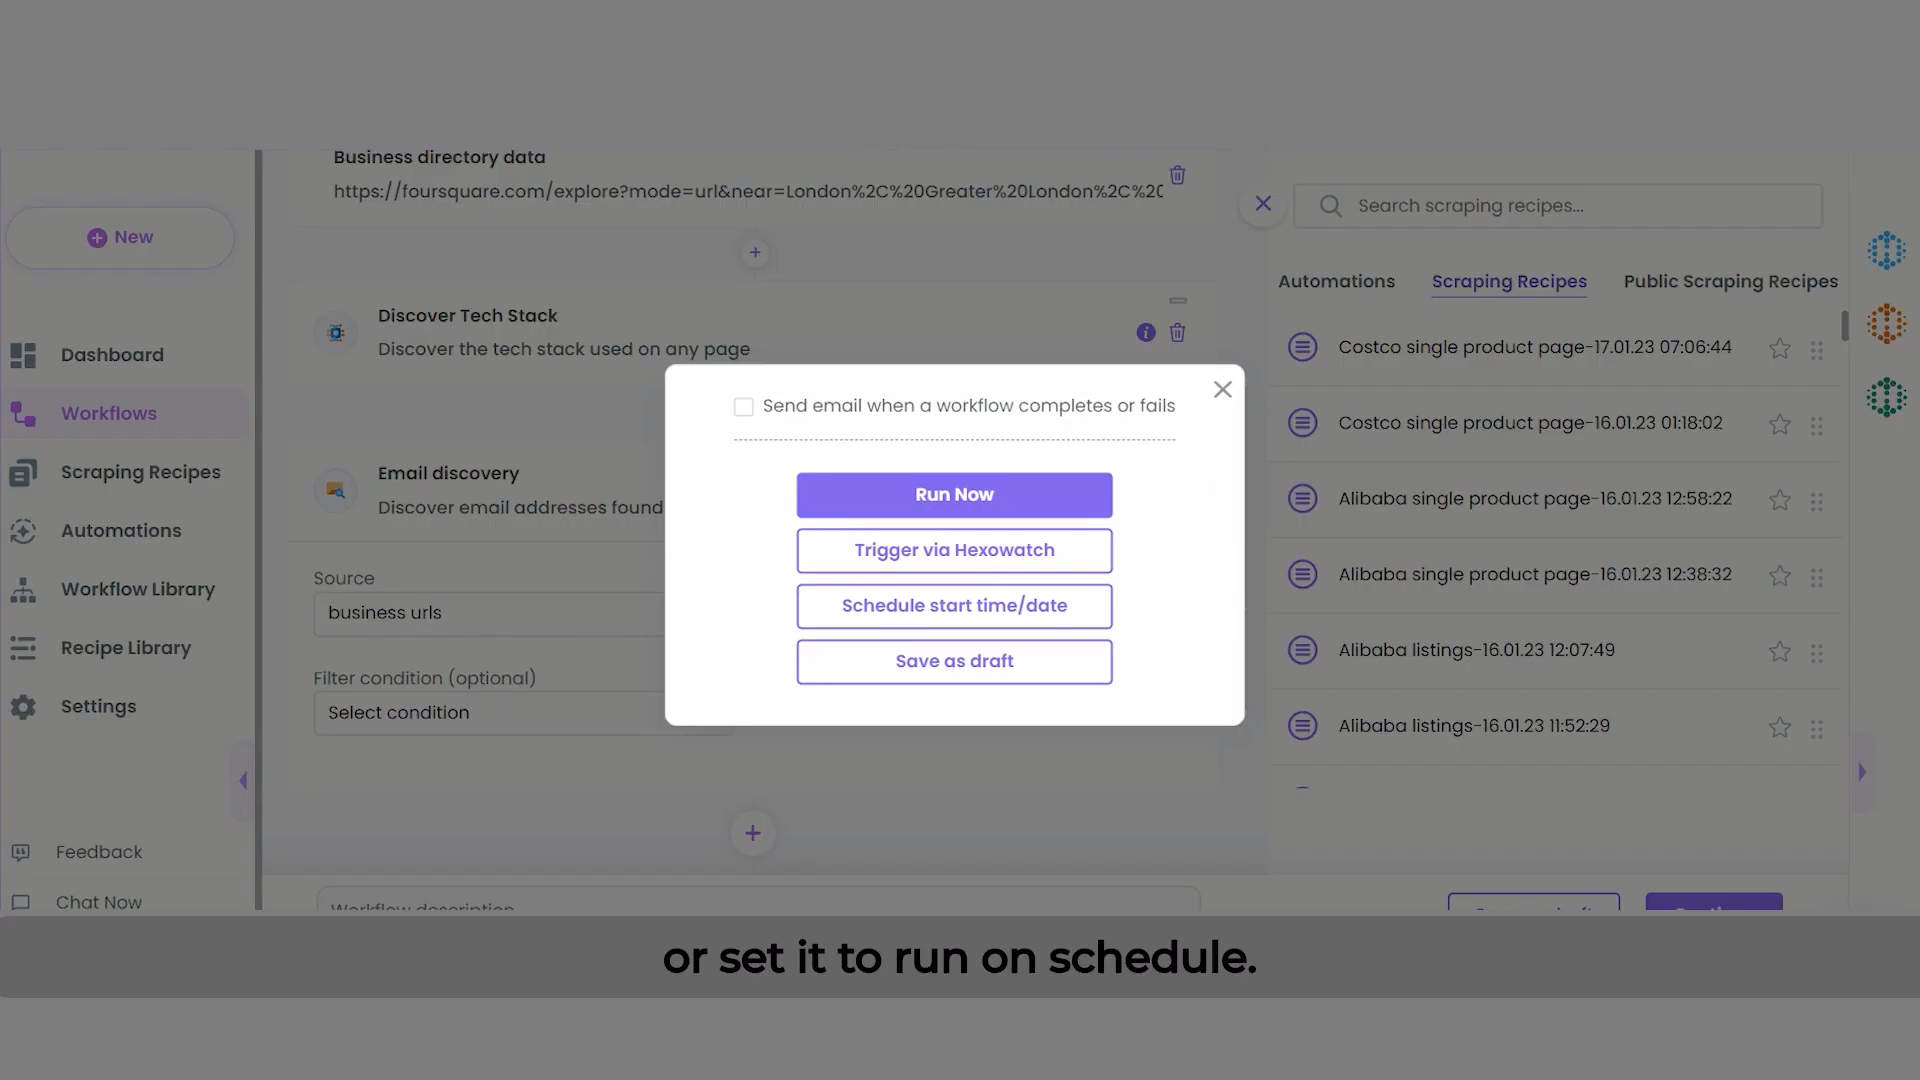 Business directory data
https://foursquare.com/explore?mode=url&near=London%2C%20Greater%20London%2C%20
New
Search scraping recipes...
Automations
Scraping Recipes
Public Scraping Recipes
Discover Tech Stack
Discover the tech stack used on any page
Dashboard
Workflows
Scraping Recipes
Automations
Workflow Library
Recipe Library
Settings
Feedback
Chat Now
Email discovery
Discover email addresses found
Source
business urls
Filter condition (optional)
Select condition
Workflow description
Send email when a workflow completes or fails
Run Now
Trigger via Hexowatch
Schedule start time/date
Save as draft
Costco single product page-17.01.23 07:06:44
Costco single product page-16.01.23 01:18:02
Alibaba single product page-16.01.23 12:58:22
Alibaba single product page-16.01.23 12:38:32
Alibaba listings-16.01.23 12:07:49
Alibaba listings-16.01.23 11:52:29
or set it to run on schedule.